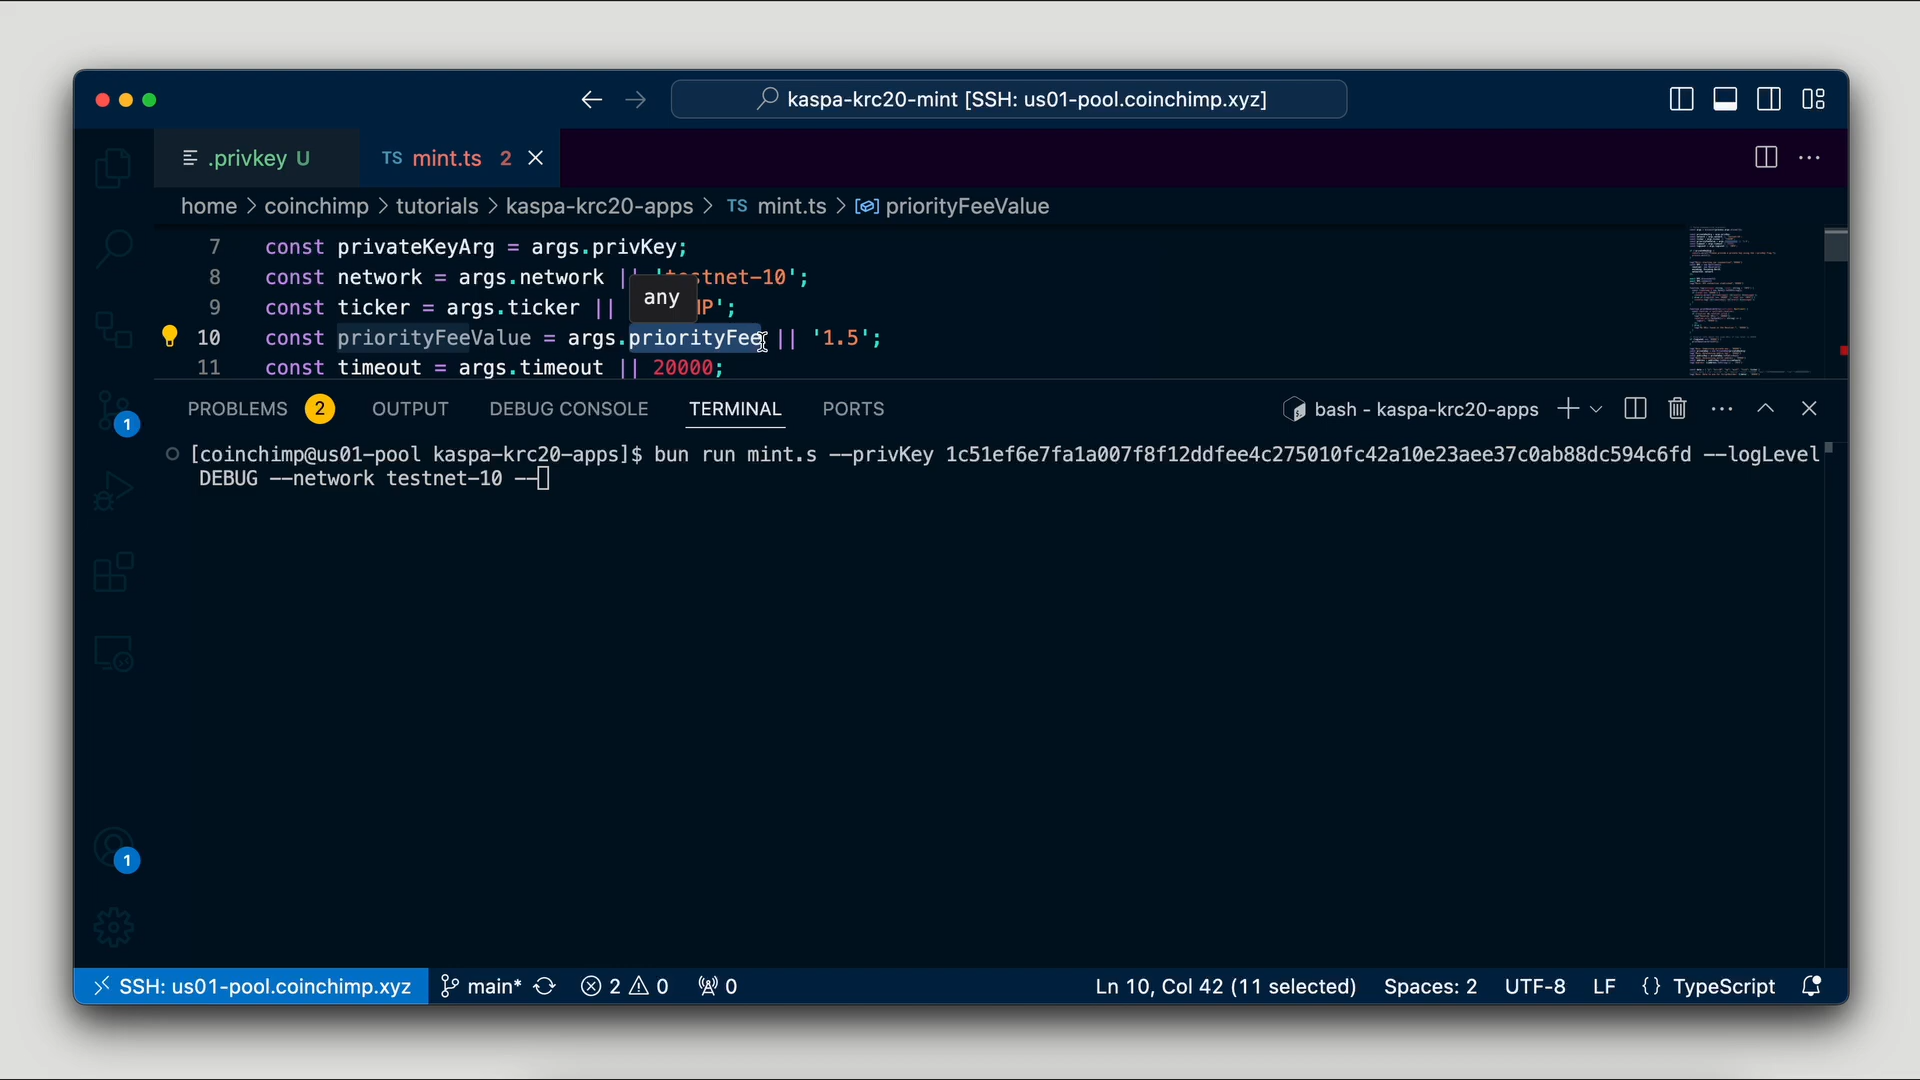 kaspa-krc20-mint [SSH: us01-pool.coinchimp.xyz]
.privkey U
TS mint.ts 2
home > coinchimp > tutorials > kaspa-krc20-apps > TS mint.ts > priorityFeeValue
7 const privateKeyArg = args.privKey;
8 const network = args.network || 'testnet-10';
any
9 const ticker = args.ticker || P';
10 const priorityFeeValue = args.priorityFee || '1.5';
11 const timeout = args.timeout || 20000;
PROBLEMS 2 OUTPUT DEBUG CONSOLE TERMINAL PORTS
bash - kaspa-krc20-apps
[coinchimp@us01-pool kaspa-krc20-apps]$ bun run mint.s --privKey 1c51ef6e7fa1a007f8f12ddfee4c275010fc42a10e23aee37c0ab88dc594c6fd --logLevel
DEBUG --network testnet-10 --
1
1
SSH: us01-pool.coinchimp.xyz main* 2 0 0
Ln 10, Col 42 (11 selected) Spaces: 2 UTF-8 LF {} TypeScript